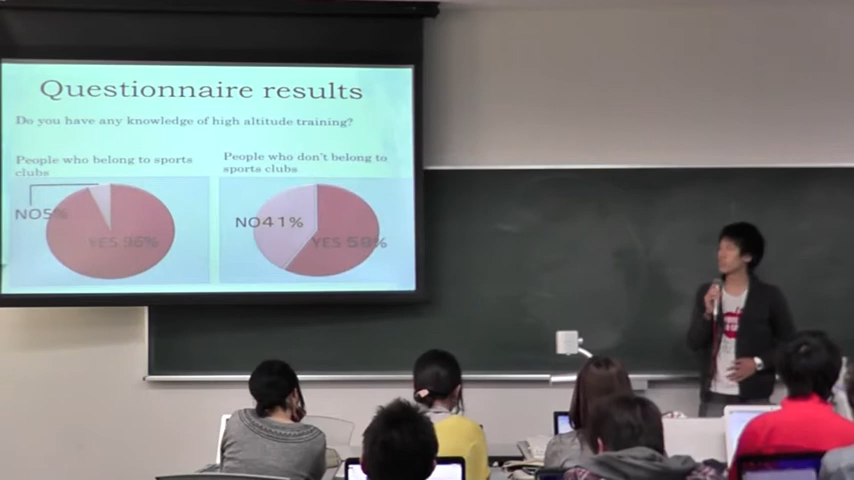 Questionnaire results
Do you have any knowledge of high altitude training?
People who belong to sports
clubs
People who don't belong to
sports clubs
NO5%
YES 96%
NO41%
YES 58%